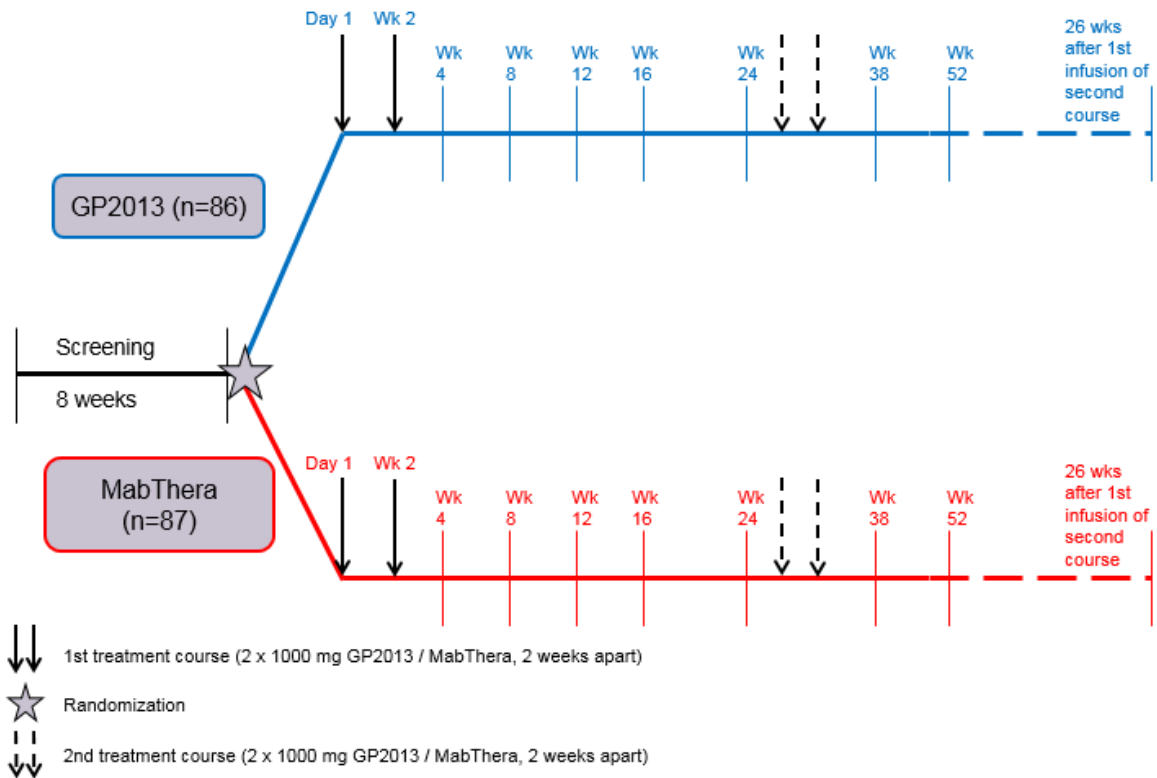 Day 1
Wk 2
Wk
4
Wk
8
Wk
12
Wk
16
Wk
24
Wk
38
Wk
52
26 wks
after 1st
infusion of
second
course
GP2013 (n=86)
Screening
8 weeks
MabThera
(n=87)
Day 1
Wk 2
Wk
4
Wk
8
Wk
12
Wk
16
Wk
24
Wk
38
Wk
52
26 wks
after 1st
infusion of
second
course
1st treatment course (2 x 1000 mg GP2013 / MabThera, 2 weeks apart)
Randomization
2nd treatment course (2 x 1000 mg GP2013 / MabThera, 2 weeks apart)